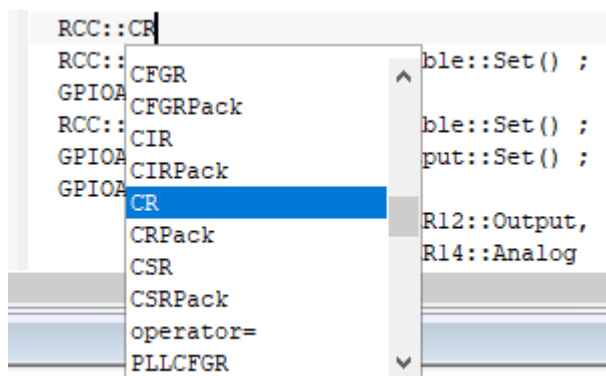 RCC::CR
RCC::
ble::Set() ;
GPIOA
RCC::
ble::Set() ;
GPIOA
put::Set() ;
GPIOA
R12::Output,
R14::Analog
CFGR
CFGRPack
CIR
CIRPack
CR
CRPack
CSR
CSRPack
operator=
PLLCFGR